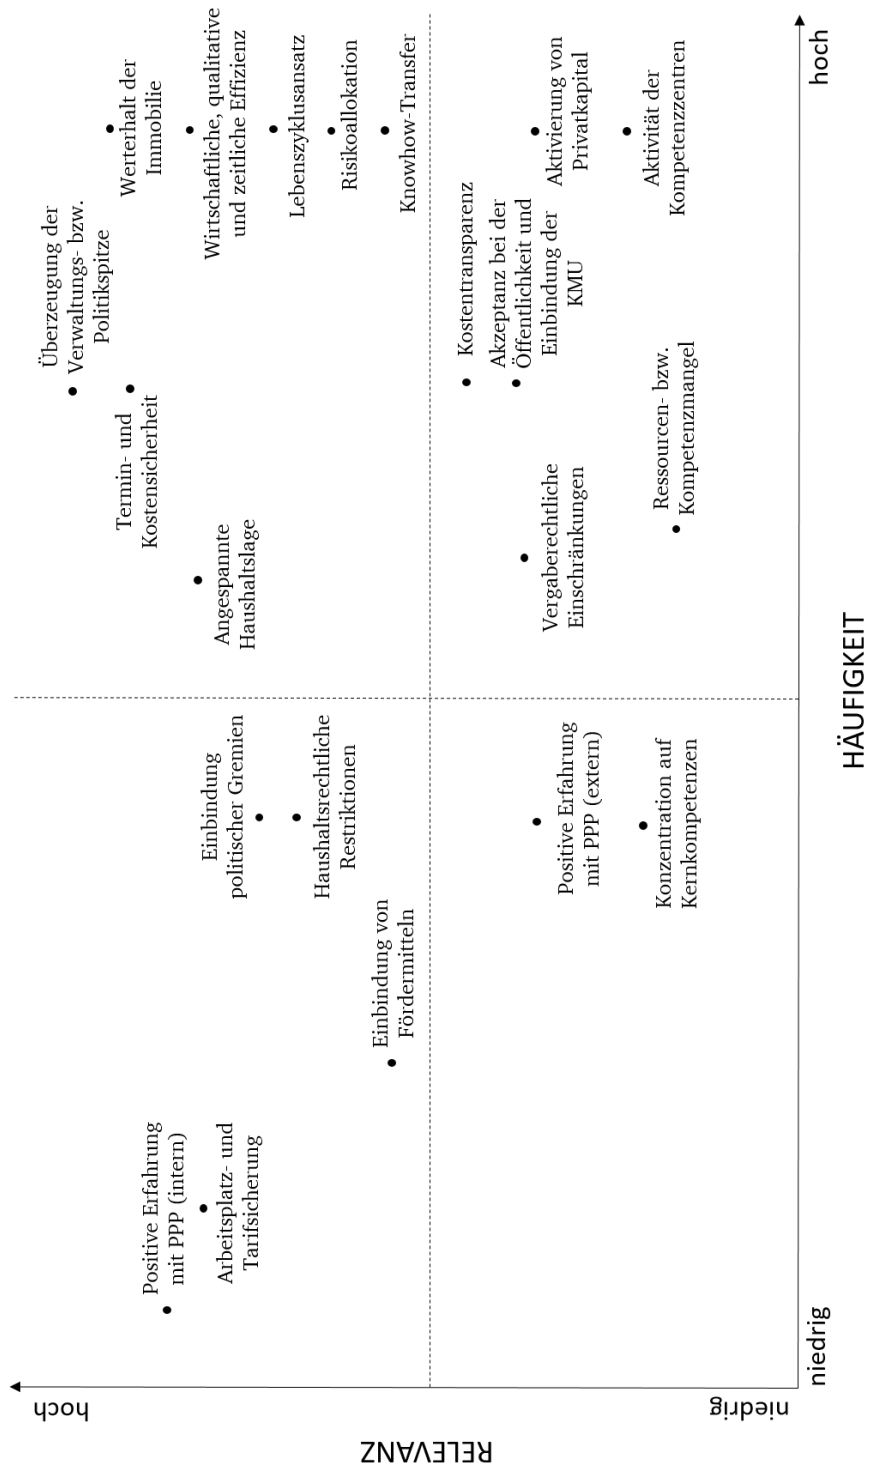 Überzeugung der
Verwaltungs- bzw.
Politikspitze
Werterhalt der
Immobilie
Termin- und
Kostensicherheit
Wirtschaftliche, qualitative
und zeitliche Effizienz
Angespannte
Haushaltslage
Lebenszyklusansatz
Risikoallokation
Knowhow-Transfer
Positive Erfahrung
mit PPP (intern)
Arbeitsplatz- und
Tarifsicherung
Einbindung
politischer Gremien
Haushaltsrechtliche
Restriktionen
Einbindung von
Fördermitteln
Kostentransparenz
Akzeptanz bei der
Öffentlichkeit und
Einbindung der
KMU
Aktivierung von
Privatkapital
Aktivität der
Kompetenzzentren
Vergaberechtliche
Einschränkungen
Ressourcen- bzw.
Kompetenzmangel
Positive Erfahrung
mit PPP (extern)
Konzentration auf
Kernkompetenzen
RELEVANZ
hoch
niedrig
HÄUFIGKEIT
niedrig
hoch